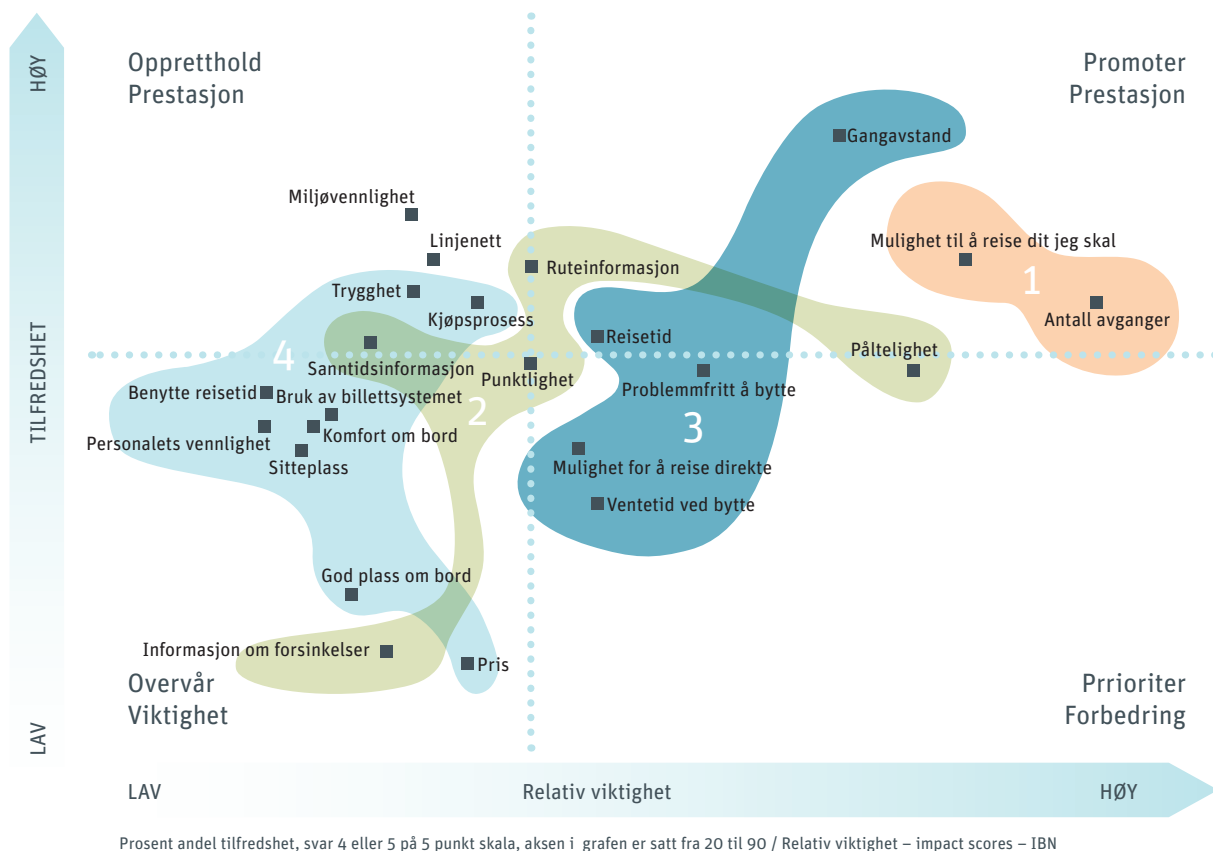 HØY
TILFREDSHET
LAV
Oppretthold
Prestasjon
Promoter
Prestasjon
Gangavstand
Miljøvennlighet
Linjenett
Mulighet til å reise dit jeg skal
Ruteinformasjon
1
Trygghet
Kjøpsprosess
Antall avganger
Reisetid
4
Sanntidsinformasjon
Punktlighet
Påltelighet
Problemmfritt å bytte
Benytte reisetid
Bruk av billettsystemet
2
3
Personalets vennlighet
Komfort om bord
Sitteplass
Mulighet for å reise direkte
Ventetid ved bytte
God plass om bord
Informasjon om forsinkelser
Pris
Overvår
Viktighet
Prrioriter
Forbedring
LAV
Relativ viktighet
HØY
Prosent andel tilfredshet, svar 4 eller 5 på 5 punkt skala, aksen i grafen er satt fra 20 til 90 / Relativ viktighet – impact scores – IBN